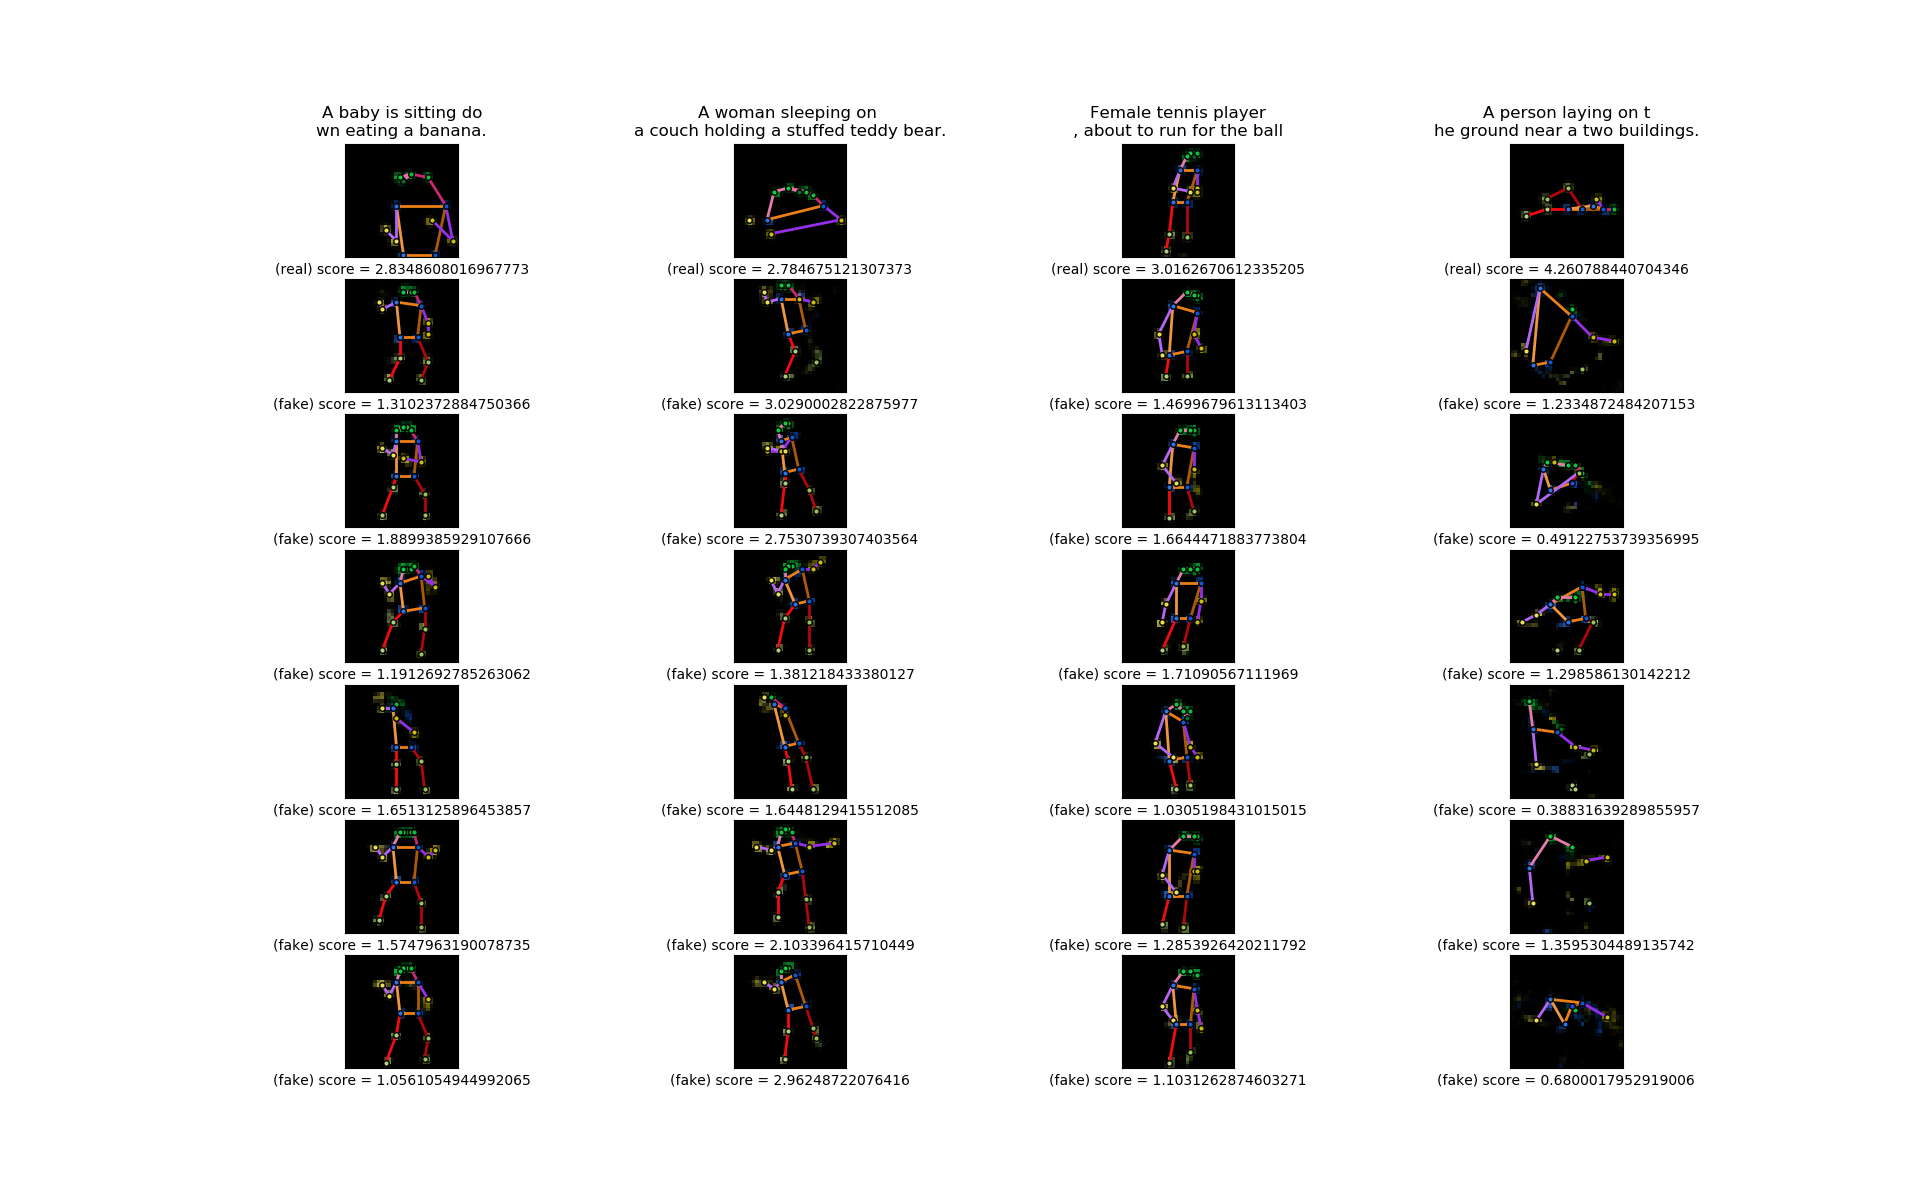 A baby is sitting do
wn eating a banana.
A woman sleeping on
a couch holding a stuffed teddy bear.
Female tennis player
, about to run for the ball
A person laying on t
he ground near a two buildings.
(real) score = 2.8348608016967773
(real) score = 2.784675121307373
(real) score = 3.0162670612335205
(real) score = 4.260788440704346
(fake) score = 1.3102372884750366
(fake) score = 3.0290002822875977
(fake) score = 1.4699679613113403
(fake) score = 1.2334872484207153
(fake) score = 1.8899385929107666
(fake) score = 2.7530739307403564
(fake) score = 1.6644471883773804
(fake) score = 0.49122753739356995
(fake) score = 1.1912692785263062
(fake) score = 1.381218433380127
(fake) score = 1.71090567111969
(fake) score = 1.298586130142212
(fake) score = 1.6513125896453857
(fake) score = 1.6448129415512085
(fake) score = 1.0305198431015015
(fake) score = 0.38831639289855957
(fake) score = 1.5747963190078735
(fake) score = 2.103396415710449
(fake) score = 1.2853926420211792
(fake) score = 1.3595304489135742
(fake) score = 1.0561054944992065
(fake) score = 2.96248722076416
(fake) score = 1.1031262874603271
(fake) score = 0.6800017952919006